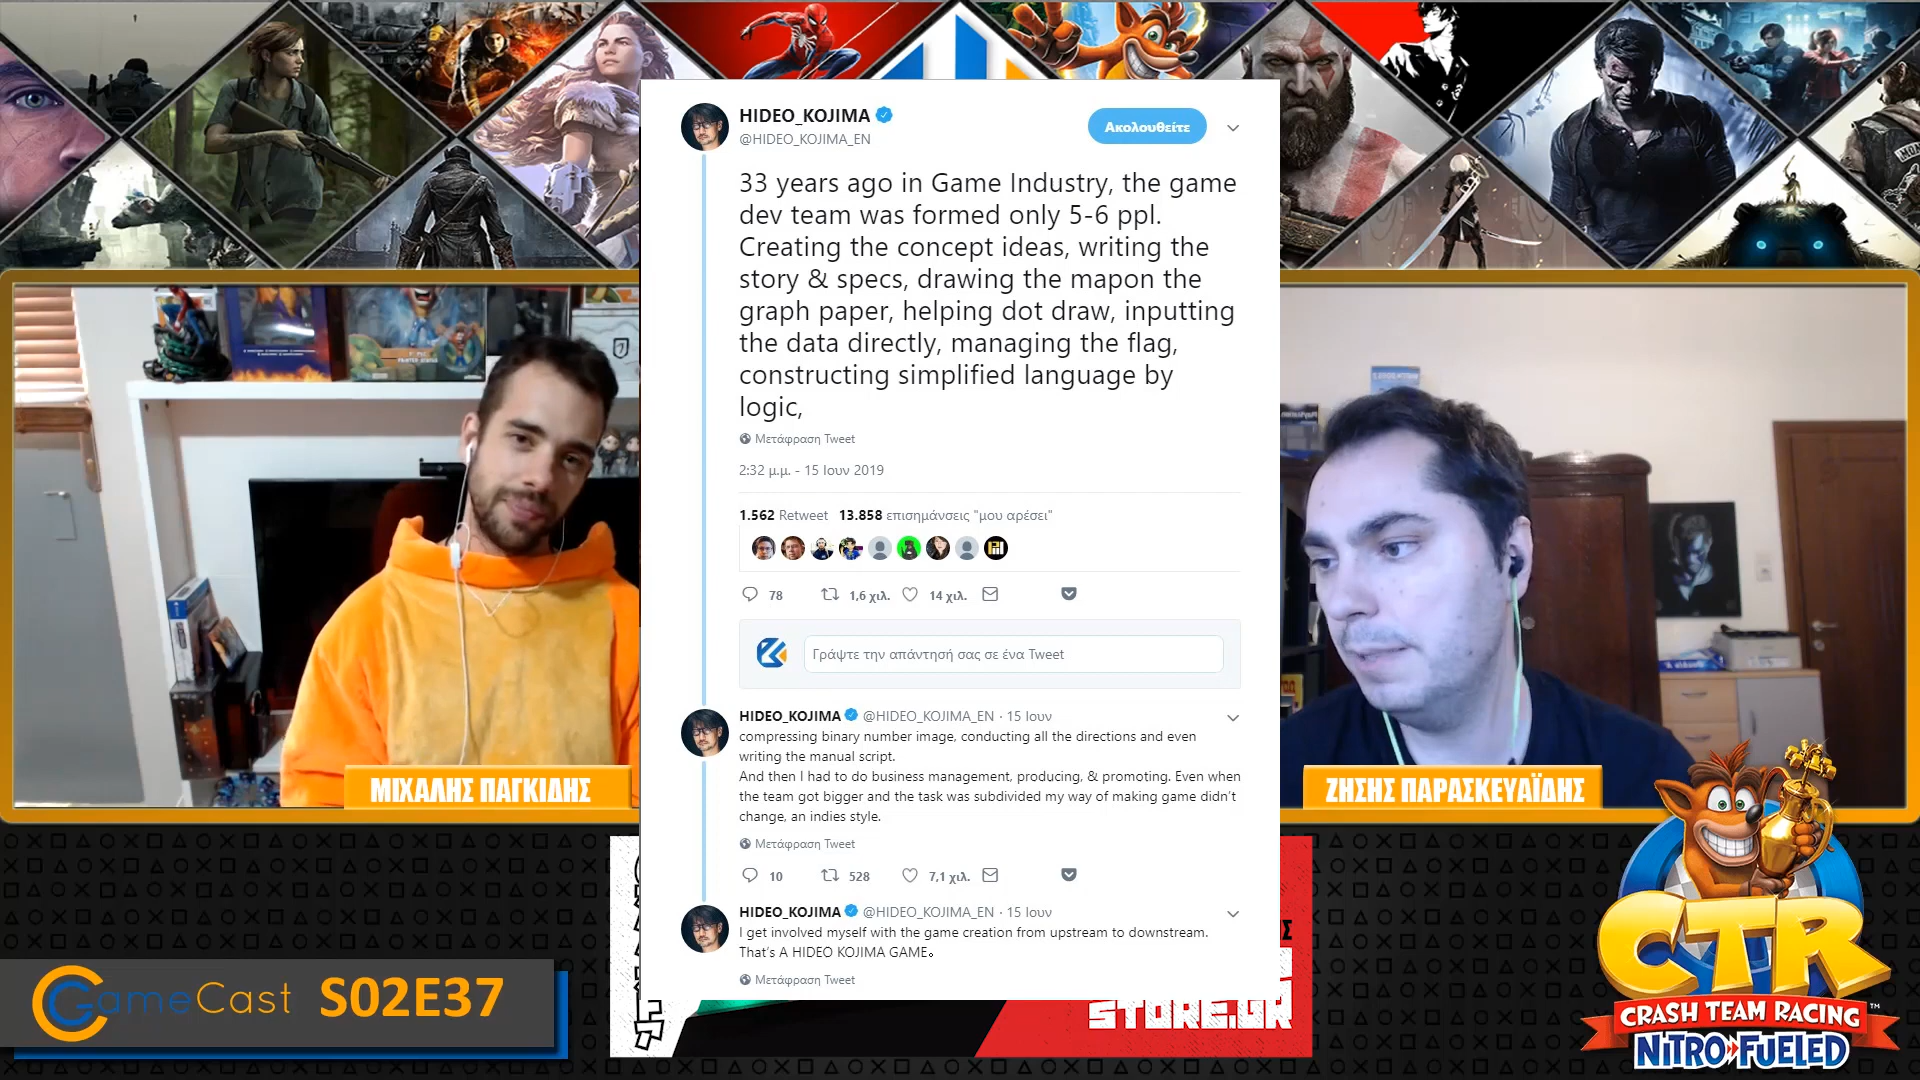 HIDEO_KOJIMA
@HIDEO_KOJIMA_EN
Ακολουθείτε
33 years ago in Game Industry, the game
dev team was formed only 5-6 ppl.
Creating the concept ideas, writing the
story & specs, drawing the mapon the
graph paper, helping dot draw, inputting
the data directly, managing the flag,
constructing simplified language by
logic,
Μετάφραση Tweet
2:32 μ.μ. - 15 Ιουν 2019
1.562 Retweet 13.858 επισημάνσεις "μου αρέσει"
78 1,6 χιλ. 14 χιλ.
Γράψτε την απάντησή σας σε ένα Tweet
HIDEO_KOJIMA @HIDEO_KOJIMA_EN · 15 Ιουν
compressing binary number image, conducting all the directions and even
writing the manual script.
And then I had to do business management, producing, & promoting. Even when
the team got bigger and the task was subdivided my way of making game didn't
change, an indies style.
Μετάφραση Tweet
10 528 7,1 χιλ.
HIDEO_KOJIMA @HIDEO_KOJIMA_EN · 15 Ιουν
I get involved myself with the game creation from upstream to downstream.
That's A HIDEO KOJIMA GAME。
Μετάφραση Tweet
ΜΙΧΑΛΗΣ ΠΑΓΚΙΔΗΣ
ΖΗΣΗΣ ΠΑΡΑΣΚΕΥΑΪΔΗΣ
GameCast S02E37
STORE.GR
CTR
CRASH TEAM RACING
NITRO FUELED